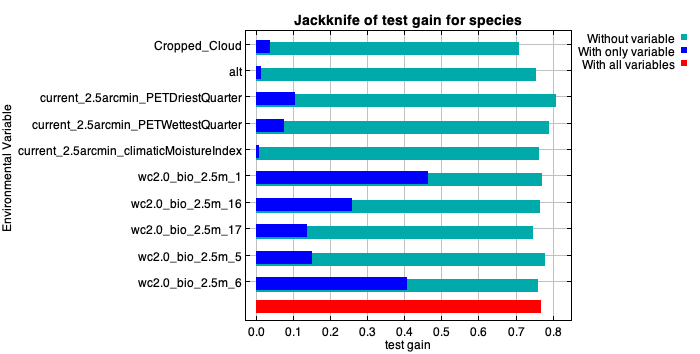 Jackknife of test gain for species
Without variable
With only variable
With all variables
Environmental Variable
Cropped_Cloud
alt
current_2.5arcmin_PETDriestQuarter
current_2.5arcmin_PETWettestQuarter
current_2.5arcmin_climaticMoistureIndex
wc2.0_bio_2.5m_1
wc2.0_bio_2.5m_16
wc2.0_bio_2.5m_17
wc2.0_bio_2.5m_5
wc2.0_bio_2.5m_6
0.0 0.1 0.2 0.3 0.4 0.5 0.6 0.7 0.8
test gain